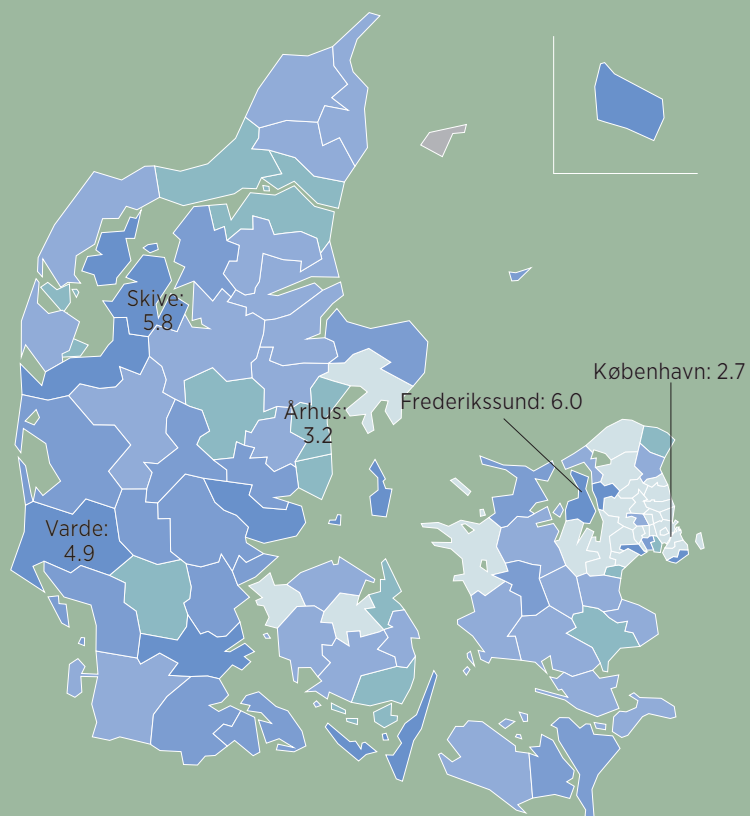 Skive:
5.8
København: 2.7
Frederikssund: 6.0
Århus:
3.2
Varde:
4.9